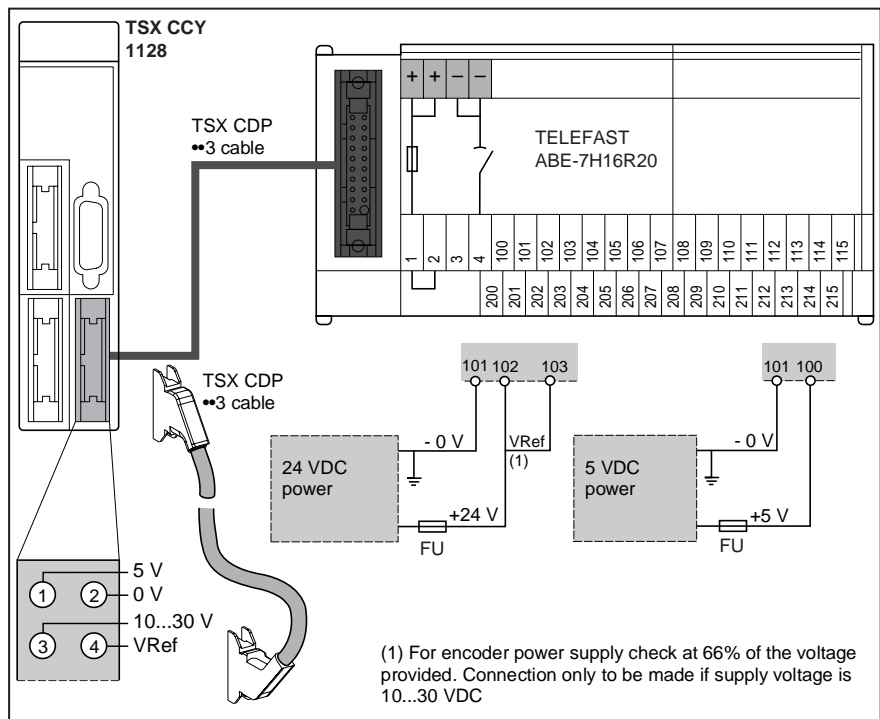 TSX CCY
1128
TSX CDP
••3 cable
+ + – –
TELEFAST
ABE-7H16R20
1 2 3 4 100 101 102 103 104 105 106 107 108 109 110 111 112 113 114 115
200 201 202 203 204 205 206 207 208 209 210 211 212 213 214 215
TSX CDP
••3 cable
101 102 103
24 VDC
power
- 0 V
VRef
(1)
+24 V
FU
101 100
5 VDC
power
- 0 V
+5 V
FU
1 5 V
2 0 V
3 10...30 V
4 VRef
(1) For encoder power supply check at 66% of the voltage
provided. Connection only to be made if supply voltage is
10...30 VDC